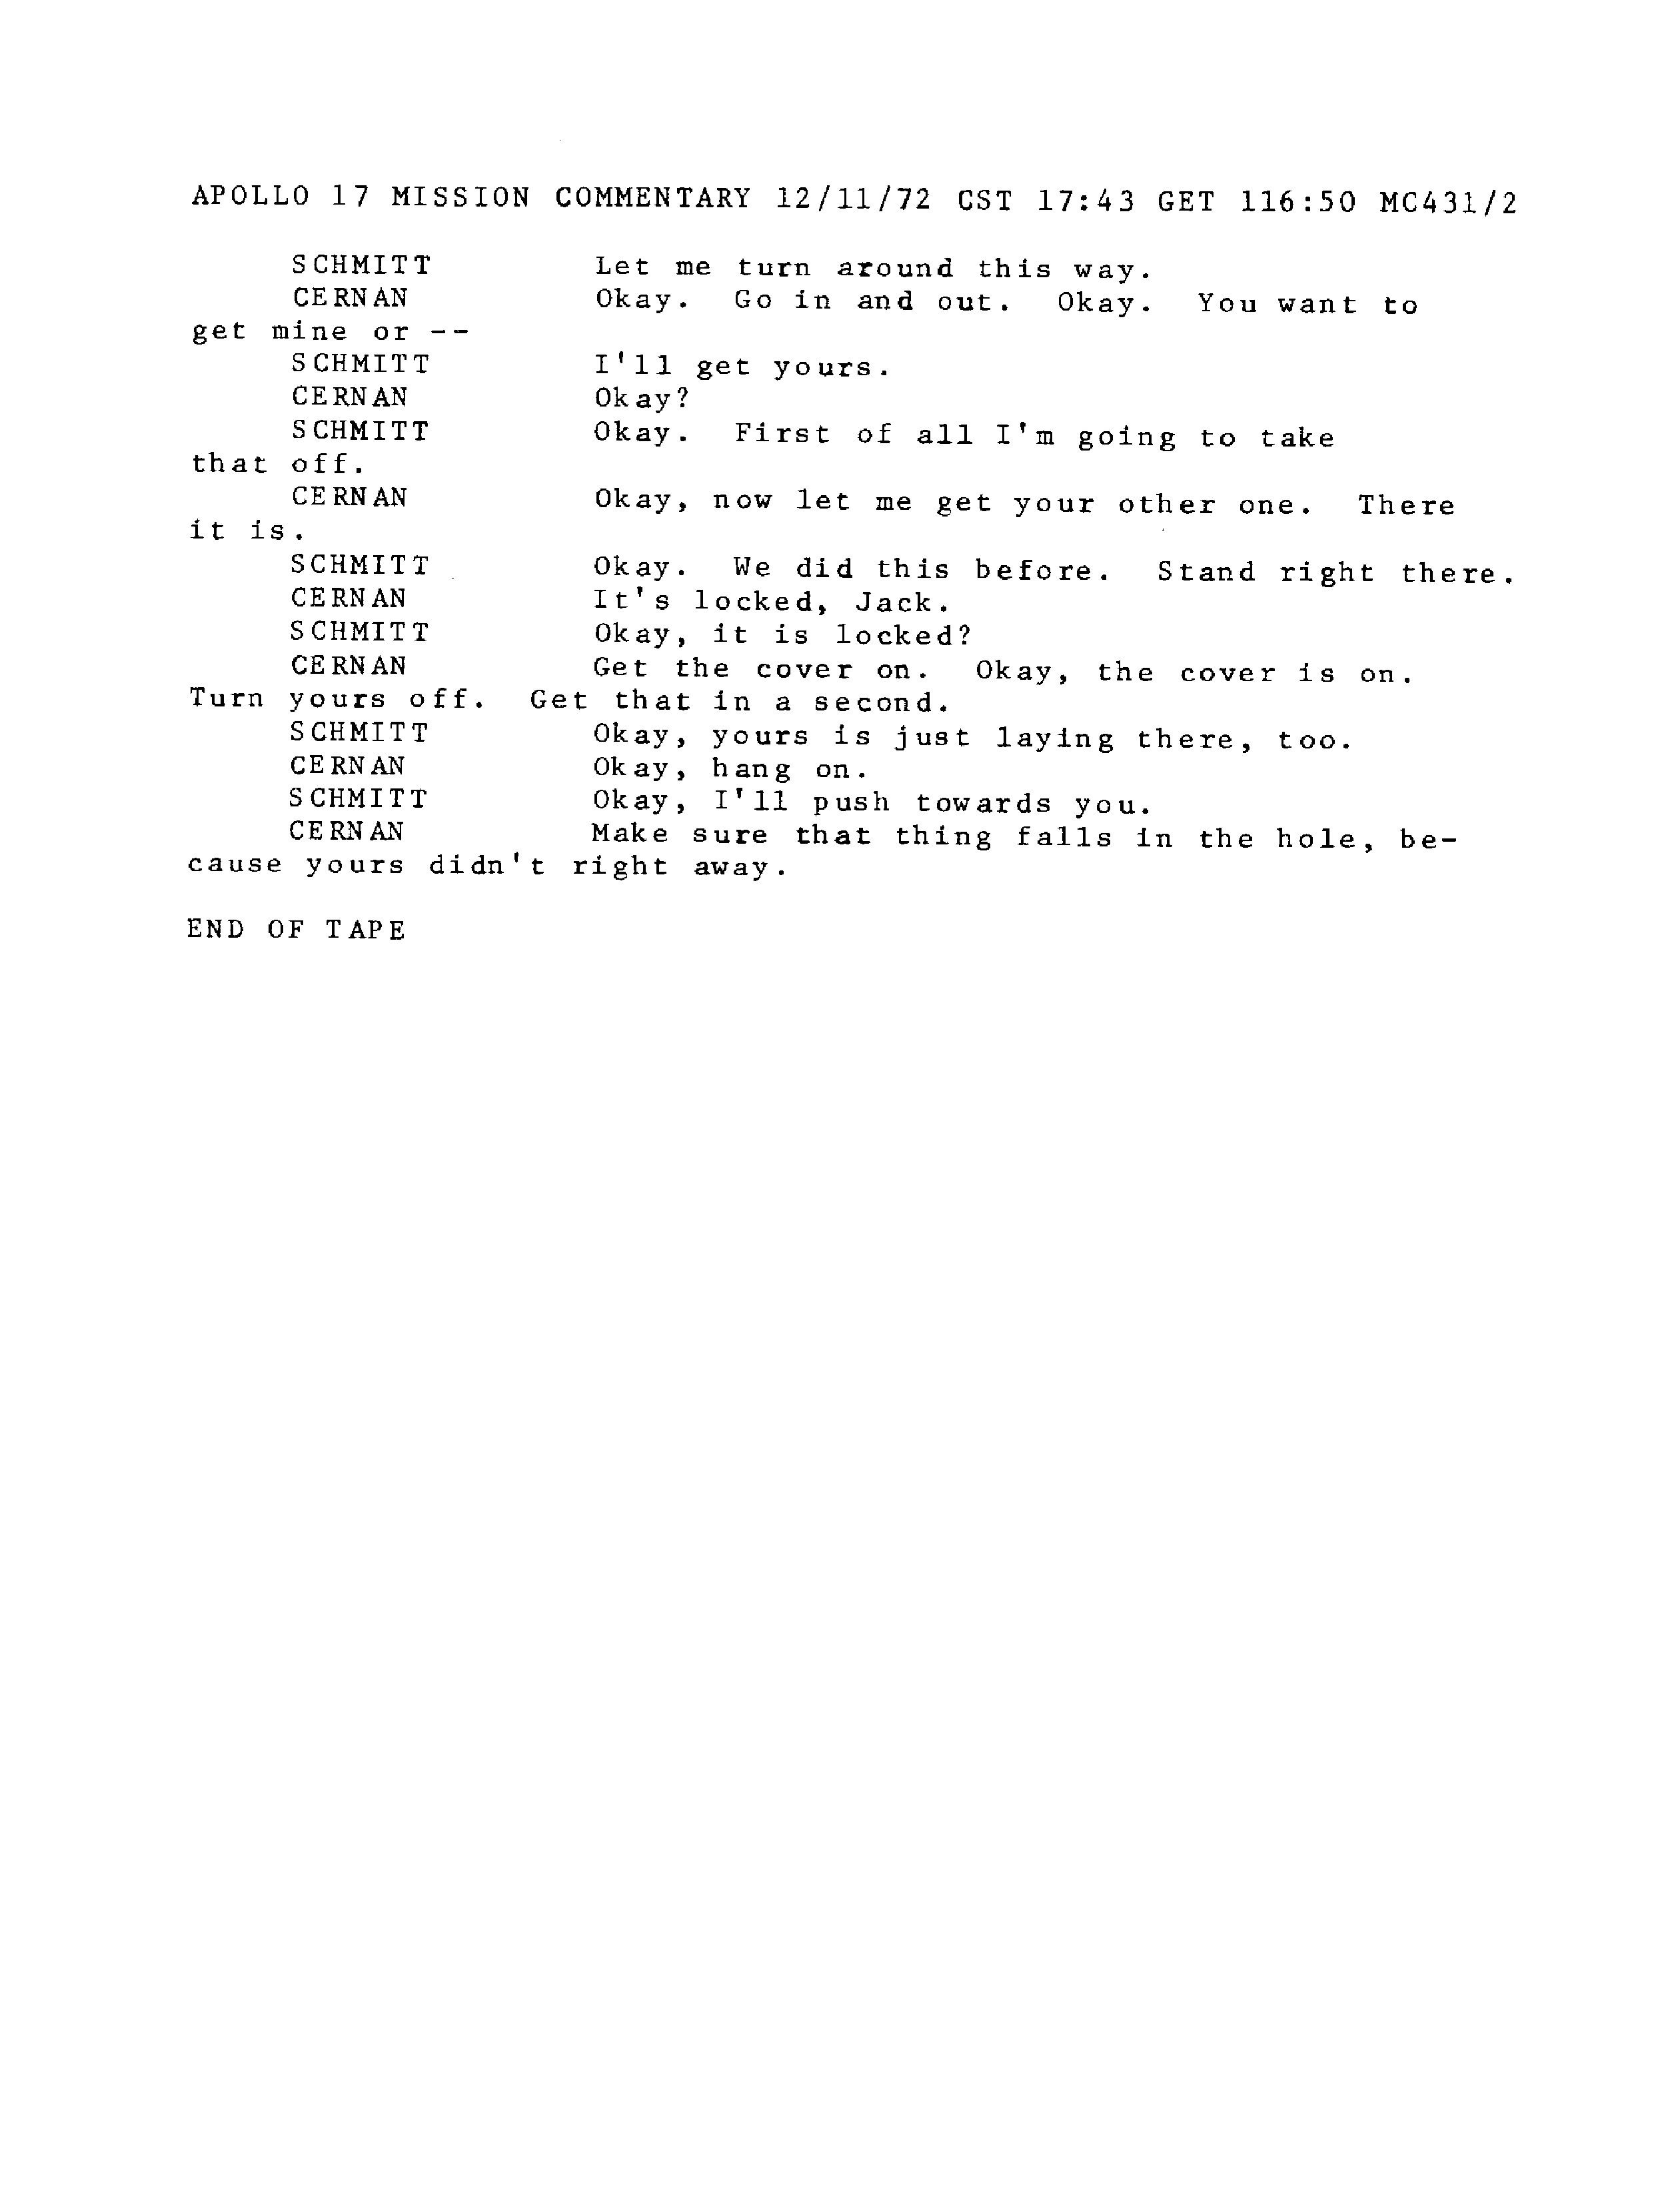 APOLLO 17 MISSION COMMENTARY 12/11/72 CST 17:43 GET 116:50 MC431/2
SCHMITT Let me turn around this way.
CERNAN Okay. Go in and out. Okay. You want to
get mine or --
SCHMITT I'll get yours.
CERNAN Okay?
SCHMITT Okay. First of all I'm going to take
that off.
CERNAN Okay, now let me get your other one. There
it is.
SCHMITT Okay. We did this before. Stand right there.
CERNAN It's locked, Jack.
SCHMITT Okay, it is locked?
CERNAN Get the cover on. Okay, the cover is on.
Turn yours off. Get that in a second.
SCHMITT Okay, yours is just laying there, too.
CERNAN Okay, hang on.
SCHMITT Okay, I'll push towards you.
CERNAN Make sure that thing falls in the hole, be-
cause yours didn't right away.
END OF TAPE